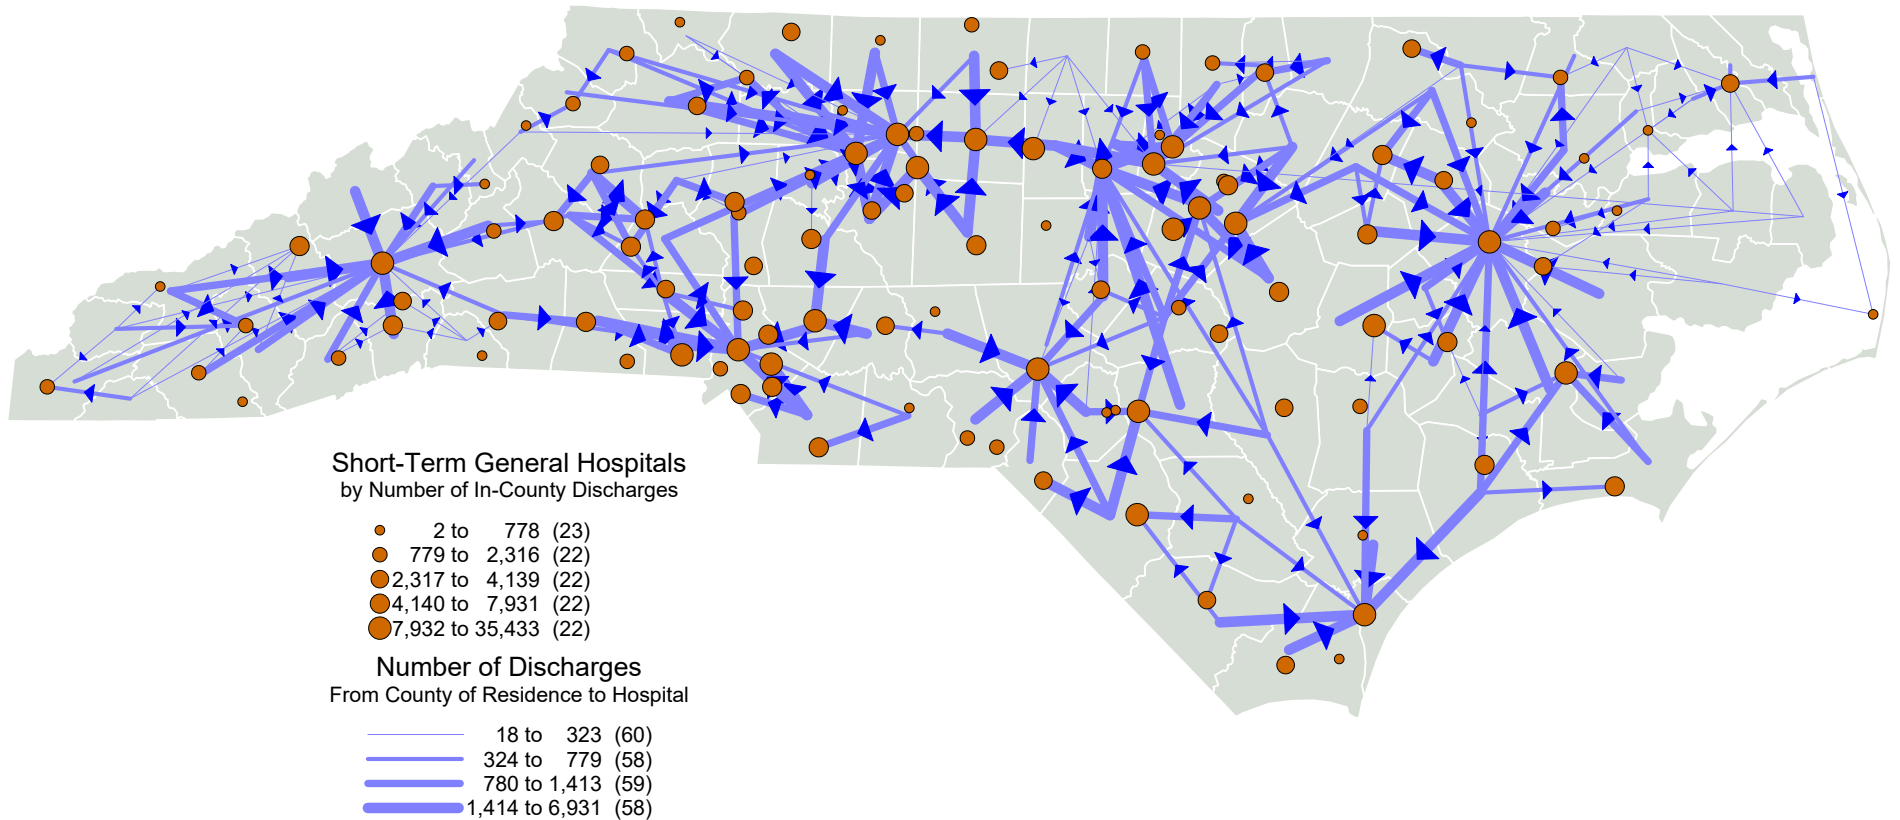 Short-Term General Hospitals
by Number of In-County Discharges
2 to 778 (23)
779 to 2,316 (22)
2,317 to 4,139 (22)
4,140 to 7,931 (22)
7,932 to 35,433 (22)
Number of Discharges
From County of Residence to Hospital
18 to 323 (60)
324 to 779 (58)
780 to 1,413 (59)
1,414 to 6,931 (58)